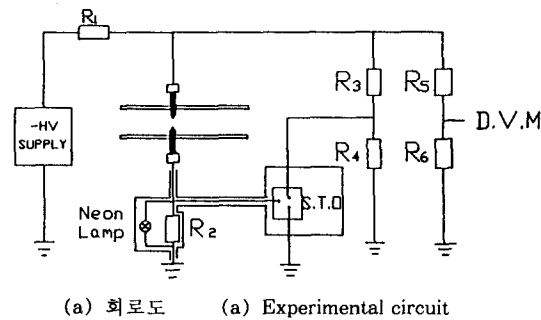 R1
R3
R5
-HV
SUPPLY
D.V.M
R4
R6
S.T.O
Neon
Lamp
R2
(a) 회로도 (a) Experimental circuit